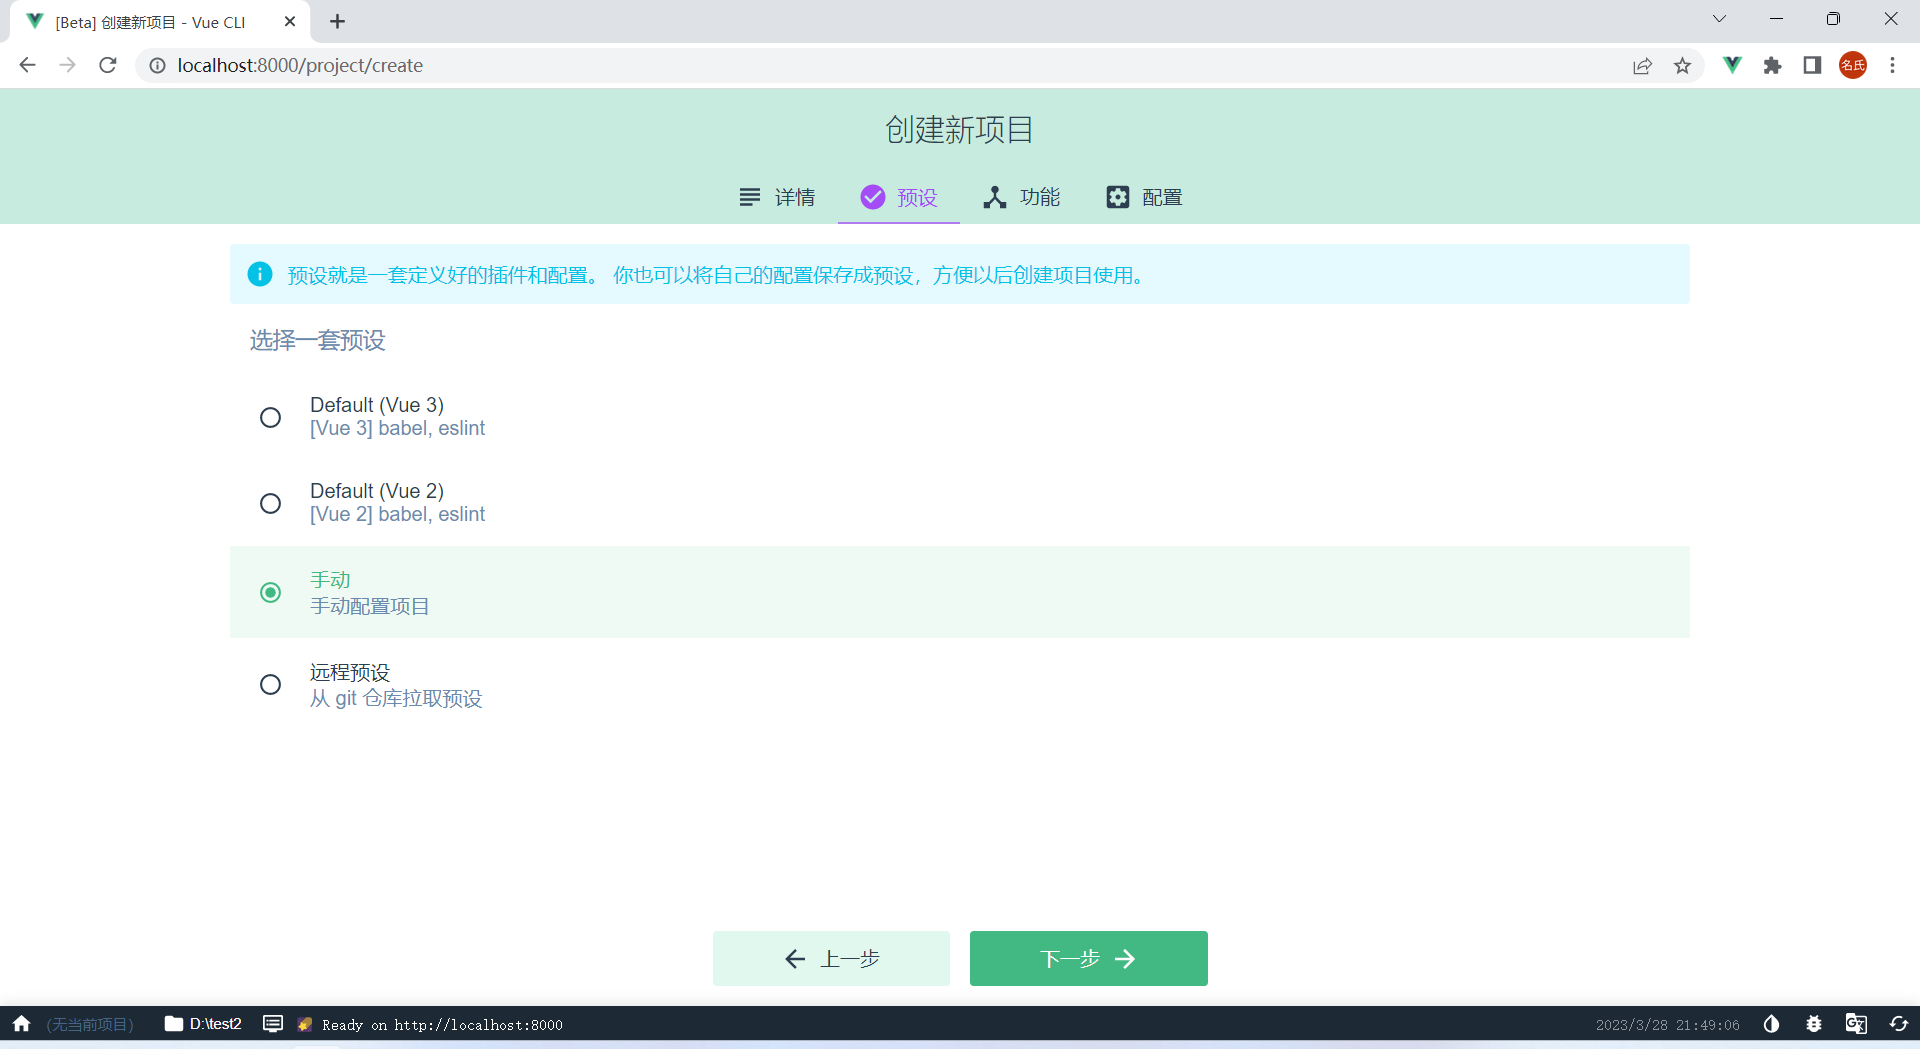 [Beta] 创建新项目 - Vue CLI
localhost:8000/project/create
名氏
创建新项目
详情 预设 功能 配置
预设就是一套定义好的插件和配置。 你也可以将自己的配置保存成预设，方便以后创建项目使用。
选择一套预设
Default (Vue 3)
[Vue 3] babel, eslint
Default (Vue 2)
[Vue 2] babel, eslint
手动
手动配置项目
远程预设
从 git 仓库拉取预设
上一步 下一步
(无当前项目) D:\test2 Ready on http://localhost:8000 2023/3/28 21:49:06